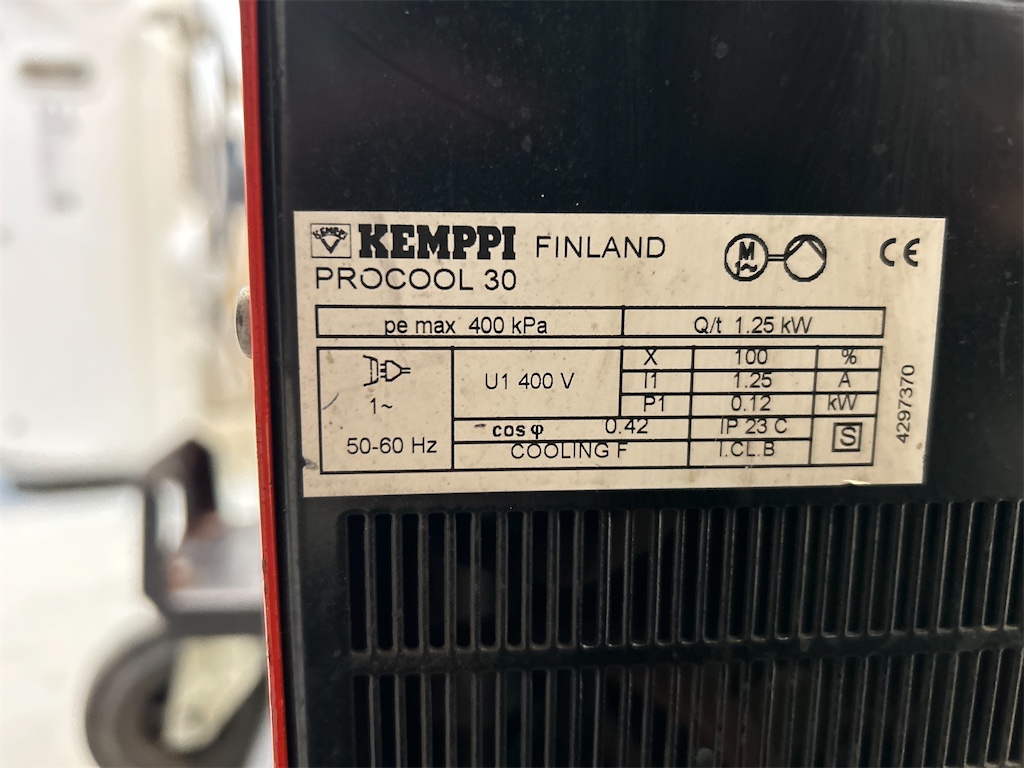 KEMPPI KEMPPI FINLAND M 1~ CE
PROCOOL 30
pe max 400 kPa Q/t 1.25 kW
U1 400 V X 100 %
I1 1.25 A
1~ P1 0.12 kW
50-60 Hz cos φ 0.42 IP 23 C S
COOLING F I.CL.B
4297370